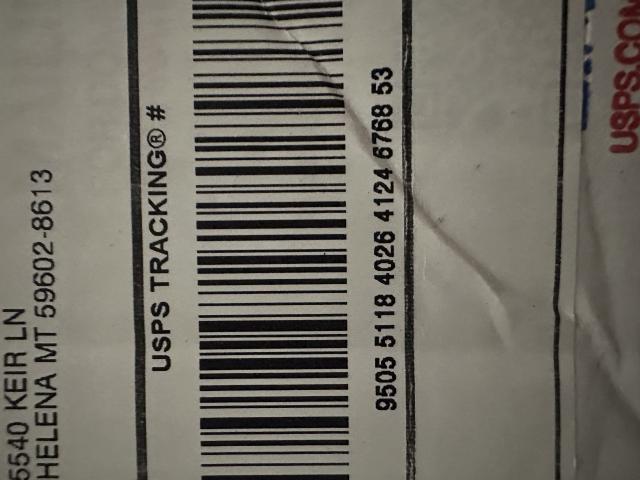 5540 KEIR LN
HELENA MT 59602-8613
USPS TRACKING® #
9505 5118 4026 4124 6768 53
USPS.COM